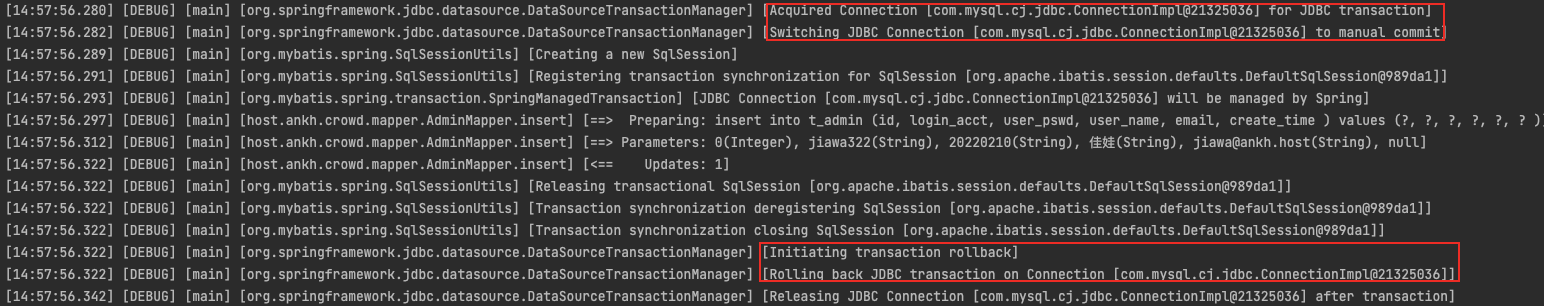 [14:57:56.280] [DEBUG] [main] [org.springframework.jdbc.datasource.DataSourceTransactionManager] [Acquired Connection [com.mysql.cj.jdbc.ConnectionImpl@21325036] for JDBC transaction]
[14:57:56.282] [DEBUG] [main] [org.springframework.jdbc.datasource.DataSourceTransactionManager] [Switching JDBC Connection [com.mysql.cj.jdbc.ConnectionImpl@21325036] to manual commit]
[14:57:56.289] [DEBUG] [main] [org.mybatis.spring.SqlSessionUtils] [Creating a new SqlSession]
[14:57:56.291] [DEBUG] [main] [org.mybatis.spring.SqlSessionUtils] [Registering transaction synchronization for SqlSession [org.apache.ibatis.session.defaults.DefaultSqlSession@989da1]]
[14:57:56.293] [DEBUG] [main] [org.mybatis.spring.transaction.SpringManagedTransaction] [JDBC Connection [com.mysql.cj.jdbc.ConnectionImpl@21325036] will be managed by Spring]
[14:57:56.297] [DEBUG] [main] [host.ankh.crowd.mapper.AdminMapper.insert] [==>  Preparing: insert into t_admin (id, login_acct, user_pswd, user_name, email, create_time ) values (?, ?, ?, ?, ?, ? )]
[14:57:56.312] [DEBUG] [main] [host.ankh.crowd.mapper.AdminMapper.insert] [==> Parameters: 0(Integer), jiawa322(String), 20220210(String), 佳娃(String), jiawa@ankh.host(String), null]
[14:57:56.322] [DEBUG] [main] [host.ankh.crowd.mapper.AdminMapper.insert] [<==    Updates: 1]
[14:57:56.322] [DEBUG] [main] [org.mybatis.spring.SqlSessionUtils] [Releasing transactional SqlSession [org.apache.ibatis.session.defaults.DefaultSqlSession@989da1]]
[14:57:56.322] [DEBUG] [main] [org.mybatis.spring.SqlSessionUtils] [Transaction synchronization deregistering SqlSession [org.apache.ibatis.session.defaults.DefaultSqlSession@989da1]]
[14:57:56.322] [DEBUG] [main] [org.mybatis.spring.SqlSessionUtils] [Transaction synchronization closing SqlSession [org.apache.ibatis.session.defaults.DefaultSqlSession@989da1]]
[14:57:56.322] [DEBUG] [main] [org.springframework.jdbc.datasource.DataSourceTransactionManager] [Initiating transaction rollback]
[14:57:56.322] [DEBUG] [main] [org.springframework.jdbc.datasource.DataSourceTransactionManager] [Rolling back JDBC transaction on Connection [com.mysql.cj.jdbc.ConnectionImpl@21325036]]
[14:57:56.342] [DEBUG] [main] [org.springframework.jdbc.datasource.DataSourceTransactionManager] [Releasing JDBC Connection [com.mysql.cj.jdbc.ConnectionImpl@21325036] after transaction]